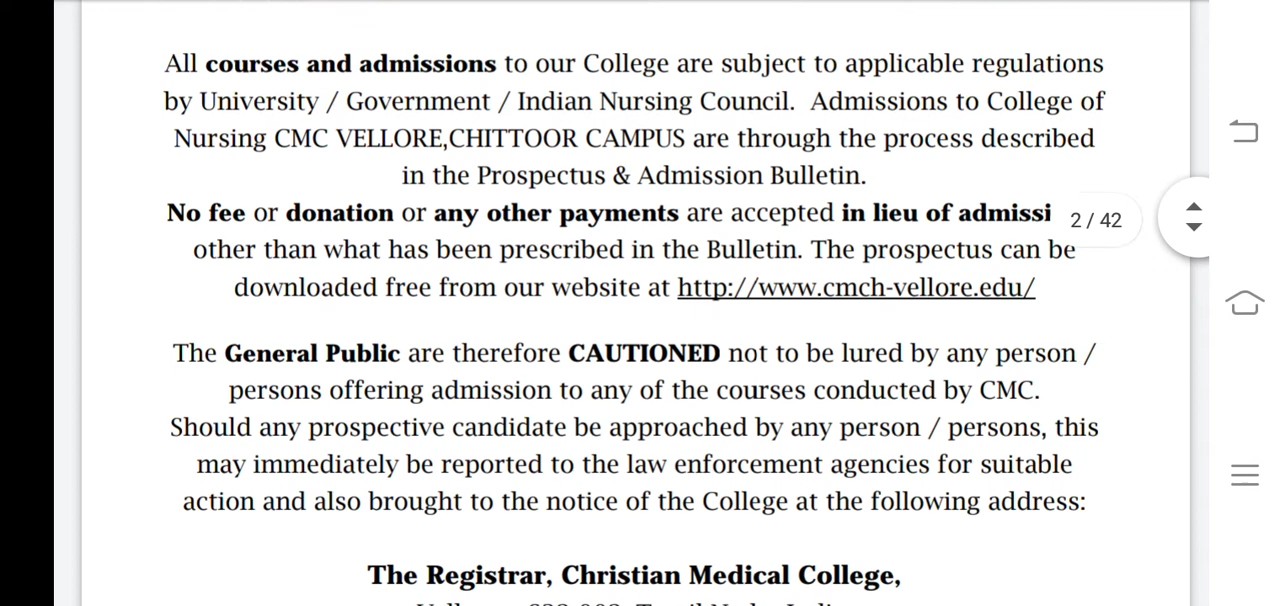 All courses and admissions to our College are subject to applicable regulations
by University / Government / Indian Nursing Council. Admissions to College of
Nursing CMC VELLORE,CHITTOOR CAMPUS are through the process described
in the Prospectus & Admission Bulletin.
No fee or donation or any other payments are accepted in lieu of admissi
2 / 42
other than what has been prescribed in the Bulletin. The prospectus can be
downloaded free from our website at http://www.cmch-vellore.edu/
The General Public are therefore CAUTIONED not to be lured by any person /
persons offering admission to any of the courses conducted by CMC.
Should any prospective candidate be approached by any person / persons, this
may immediately be reported to the law enforcement agencies for suitable
action and also brought to the notice of the College at the following address:
The Registrar, Christian Medical College,